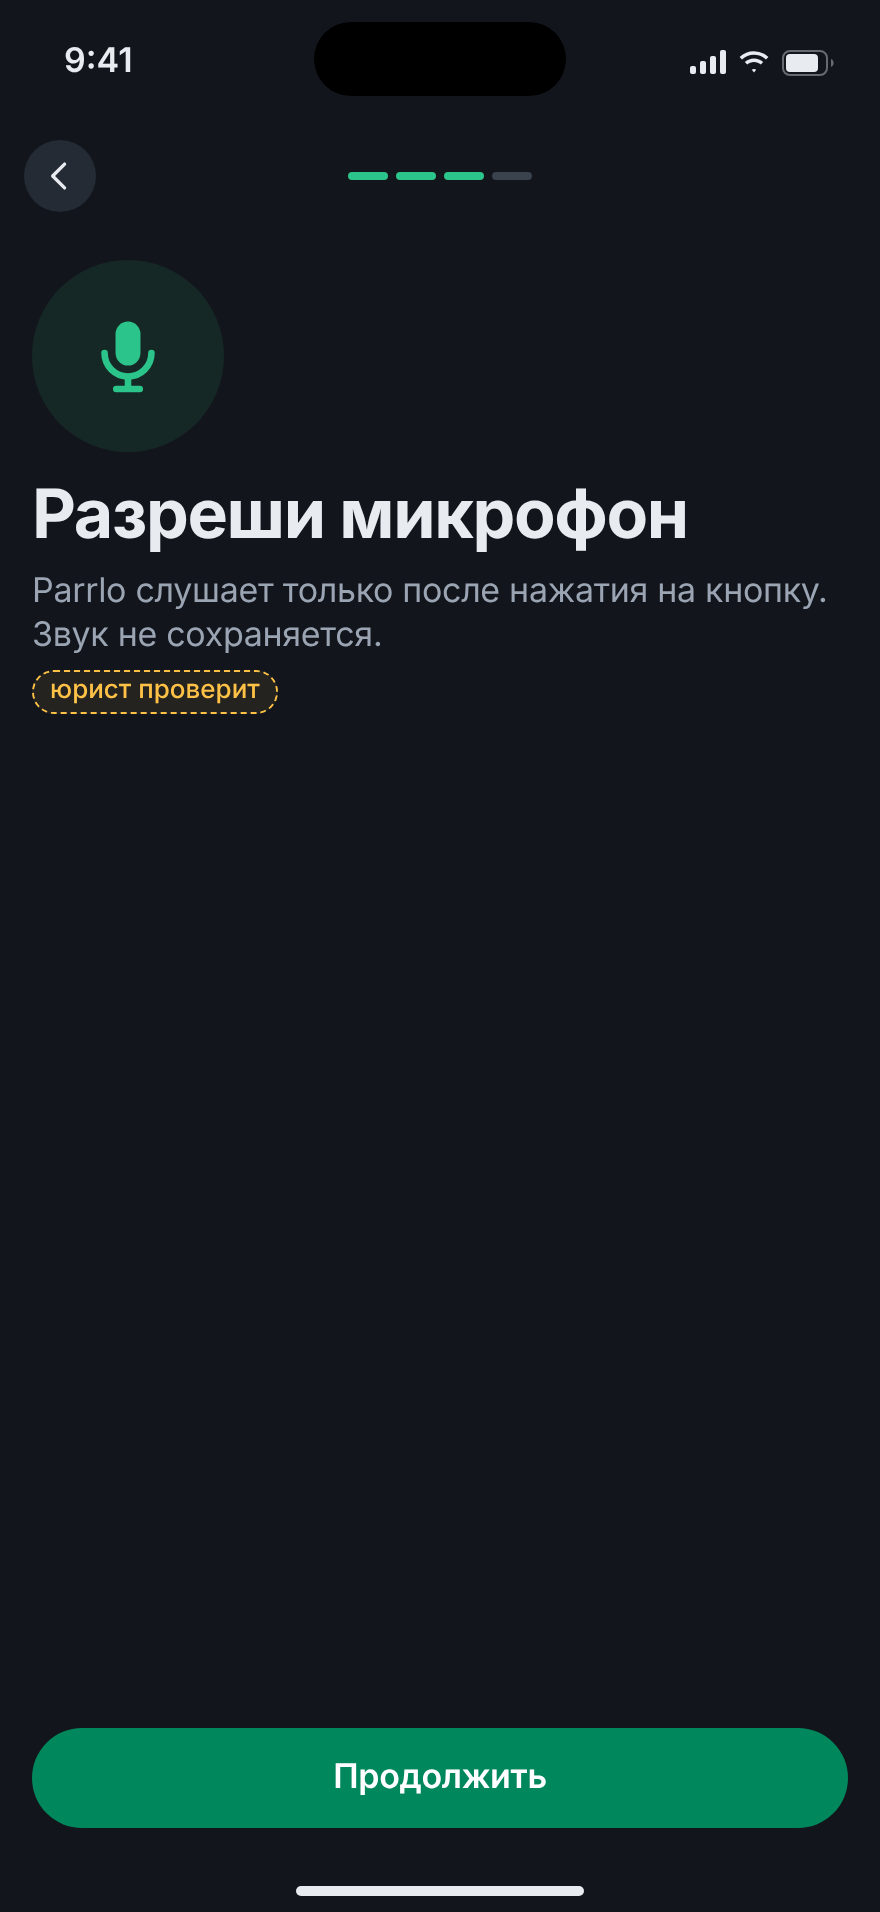 9:41
Разреши микрофон
Parrlo слушает только после нажатия на кнопку.
Звук не сохраняется.
юрист проверит
Продолжить